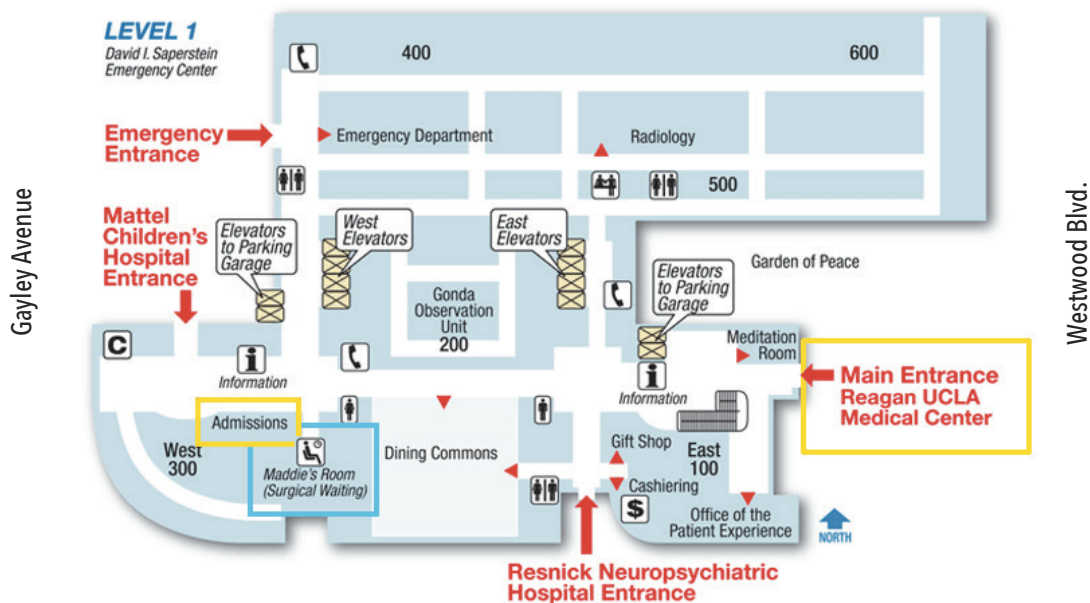 LEVEL 1
David I. Saperstein
Emergency Center
400
600
Emergency
Entrance
Emergency Department
Radiology
500
Gayley Avenue
Westwood Blvd.
Mattel
Children's
Hospital
Entrance
Elevators
to Parking
Garage
West
Elevators
East
Elevators
Elevators
to Parking
Garage
Garden of Peace
Gonda
Observation
Unit
200
Meditation
Room
C
i
Information
i
Information
Main Entrance
Reagan UCLA
Medical Center
Admissions
West
300
Maddie's Room
(Surgical Waiting)
Dining Commons
Gift Shop
East
100
Cashiering
$
Office of the
Patient Experience
NORTH
Resnick Neuropsychiatric
Hospital Entrance